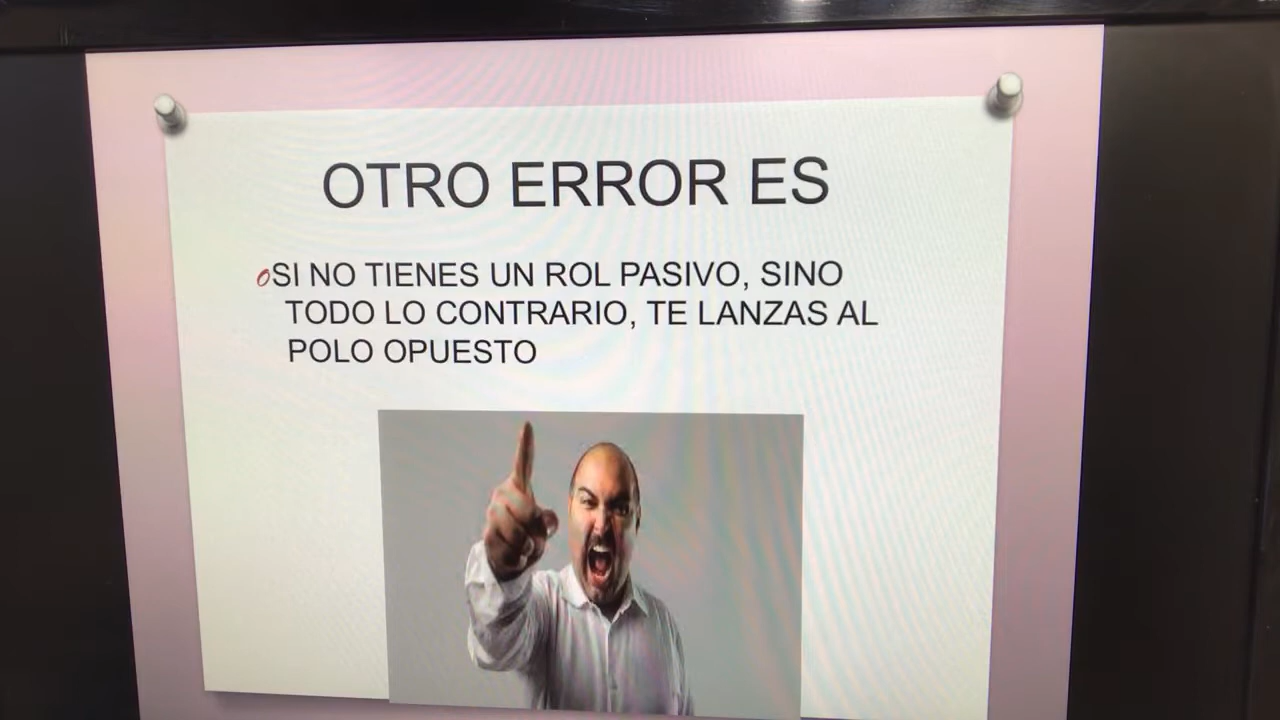 OTRO ERROR ES
SI NO TIENES UN ROL PASIVO, SINO
TODO LO CONTRARIO, TE LANZAS AL
POLO OPUESTO